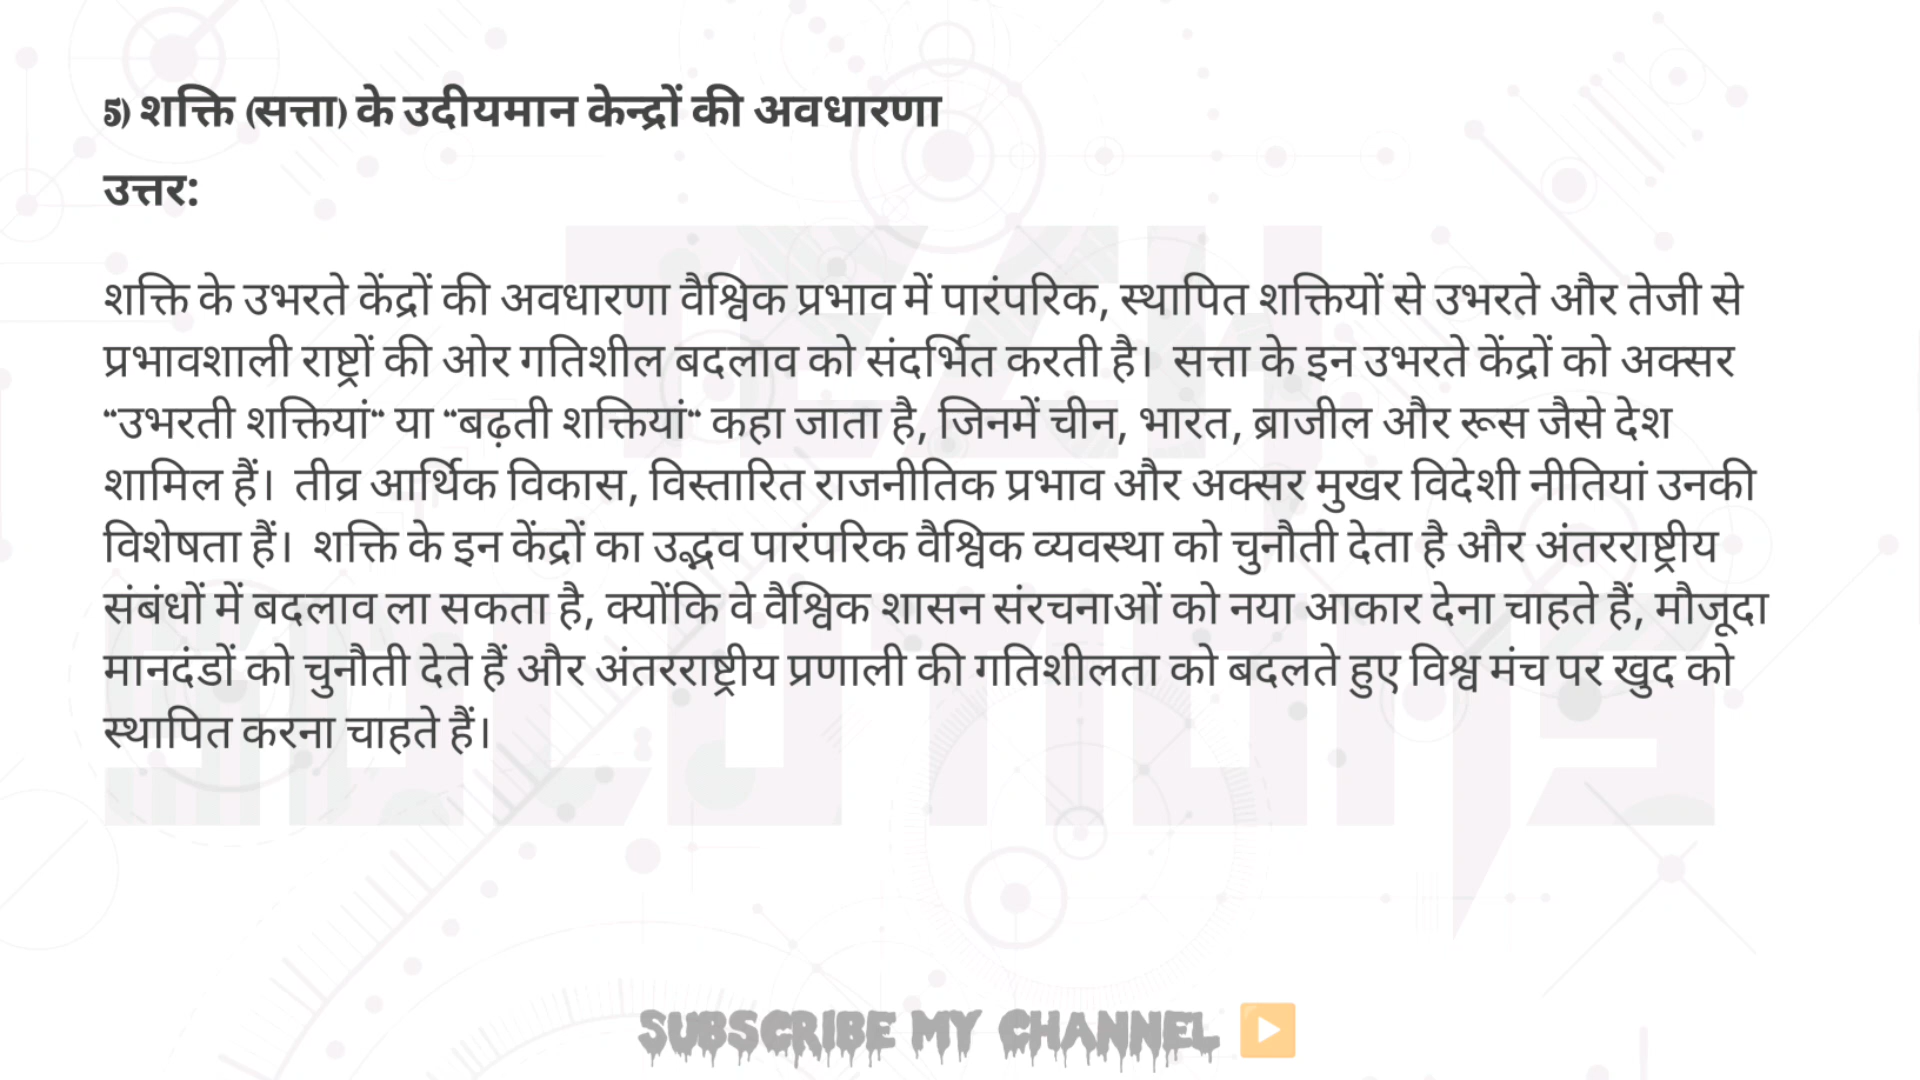 5) शक्ति (सत्ता) के उदीयमान केन्द्रों की अवधारणा
उत्तर:
शक्ति के उभरते केंद्रों की अवधारणा वैश्विक प्रभाव में पारंपरिक, स्थापित शक्तियों से उभरते और तेजी से
प्रभावशाली राष्ट्रों की ओर गतिशील बदलाव को संदर्भित करती है। सत्ता के इन उभरते केंद्रों को अक्सर
"उभरती शक्तियां" या "बढ़ती शक्तियां" कहा जाता है, जिनमें चीन, भारत, ब्राजील और रूस जैसे देश
शामिल हैं। तीव्र आर्थिक विकास, विस्तारित राजनीतिक प्रभाव और अक्सर मुखर विदेशी नीतियां उनकी
विशेषता हैं। शक्ति के इन केंद्रों का उद्भव पारंपरिक वैश्विक व्यवस्था को चुनौती देता है और अंतरराष्ट्रीय
संबंधों में बदलाव ला सकता है, क्योंकि वे वैश्विक शासन संरचनाओं को नया आकार देना चाहते हैं, मौजूदा
मानदंडों को चुनौती देते हैं और अंतरराष्ट्रीय प्रणाली की गतिशीलता को बदलते हुए विश्व मंच पर खुद को
स्थापित करना चाहते हैं।
SUBSCRIBE MY CHANNEL